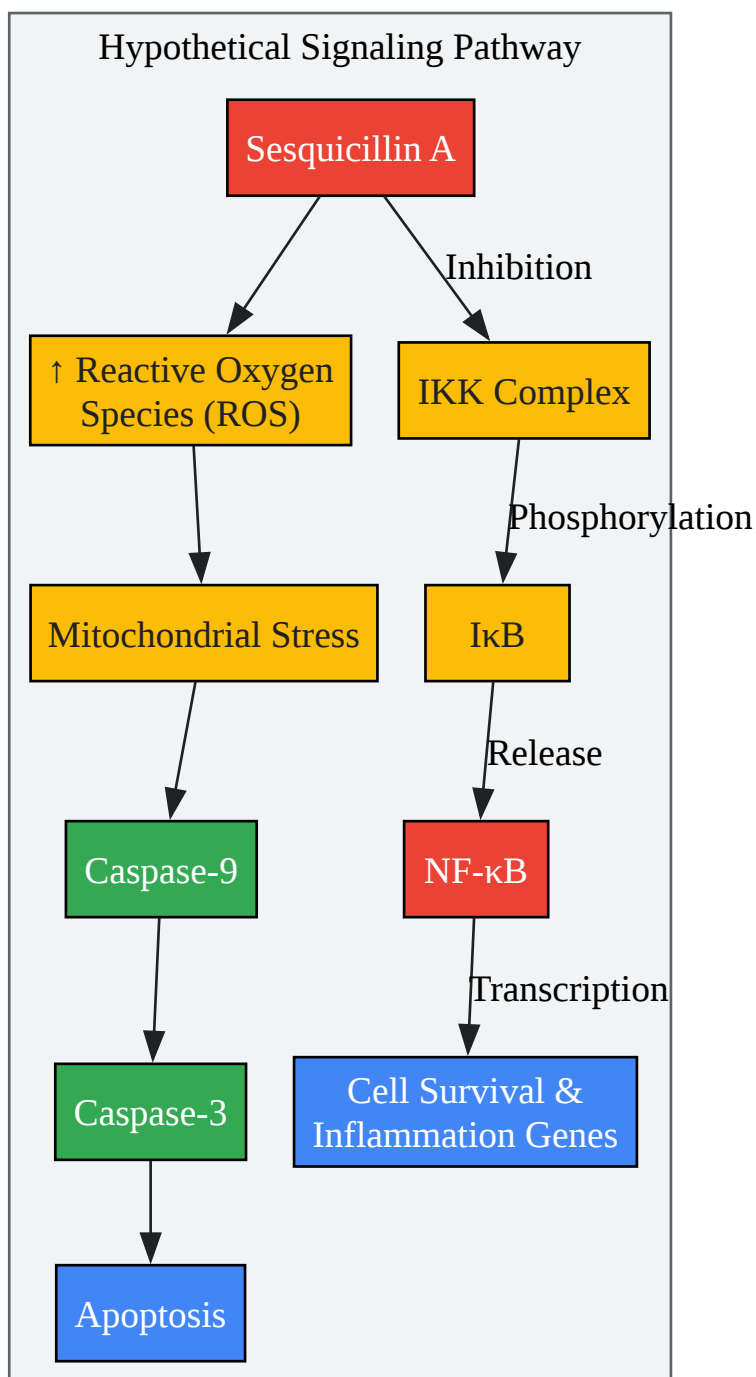 Hypothetical Signaling Pathway
Sesquicillin A
Inhibition
↑ Reactive Oxygen
Species (ROS)
IKK Complex
Phosphorylation
Mitochondrial Stress
IκB
Release
Caspase-9
NF-κB
Transcription
Caspase-3
Cell Survival &
Inflammation Genes
Apoptosis